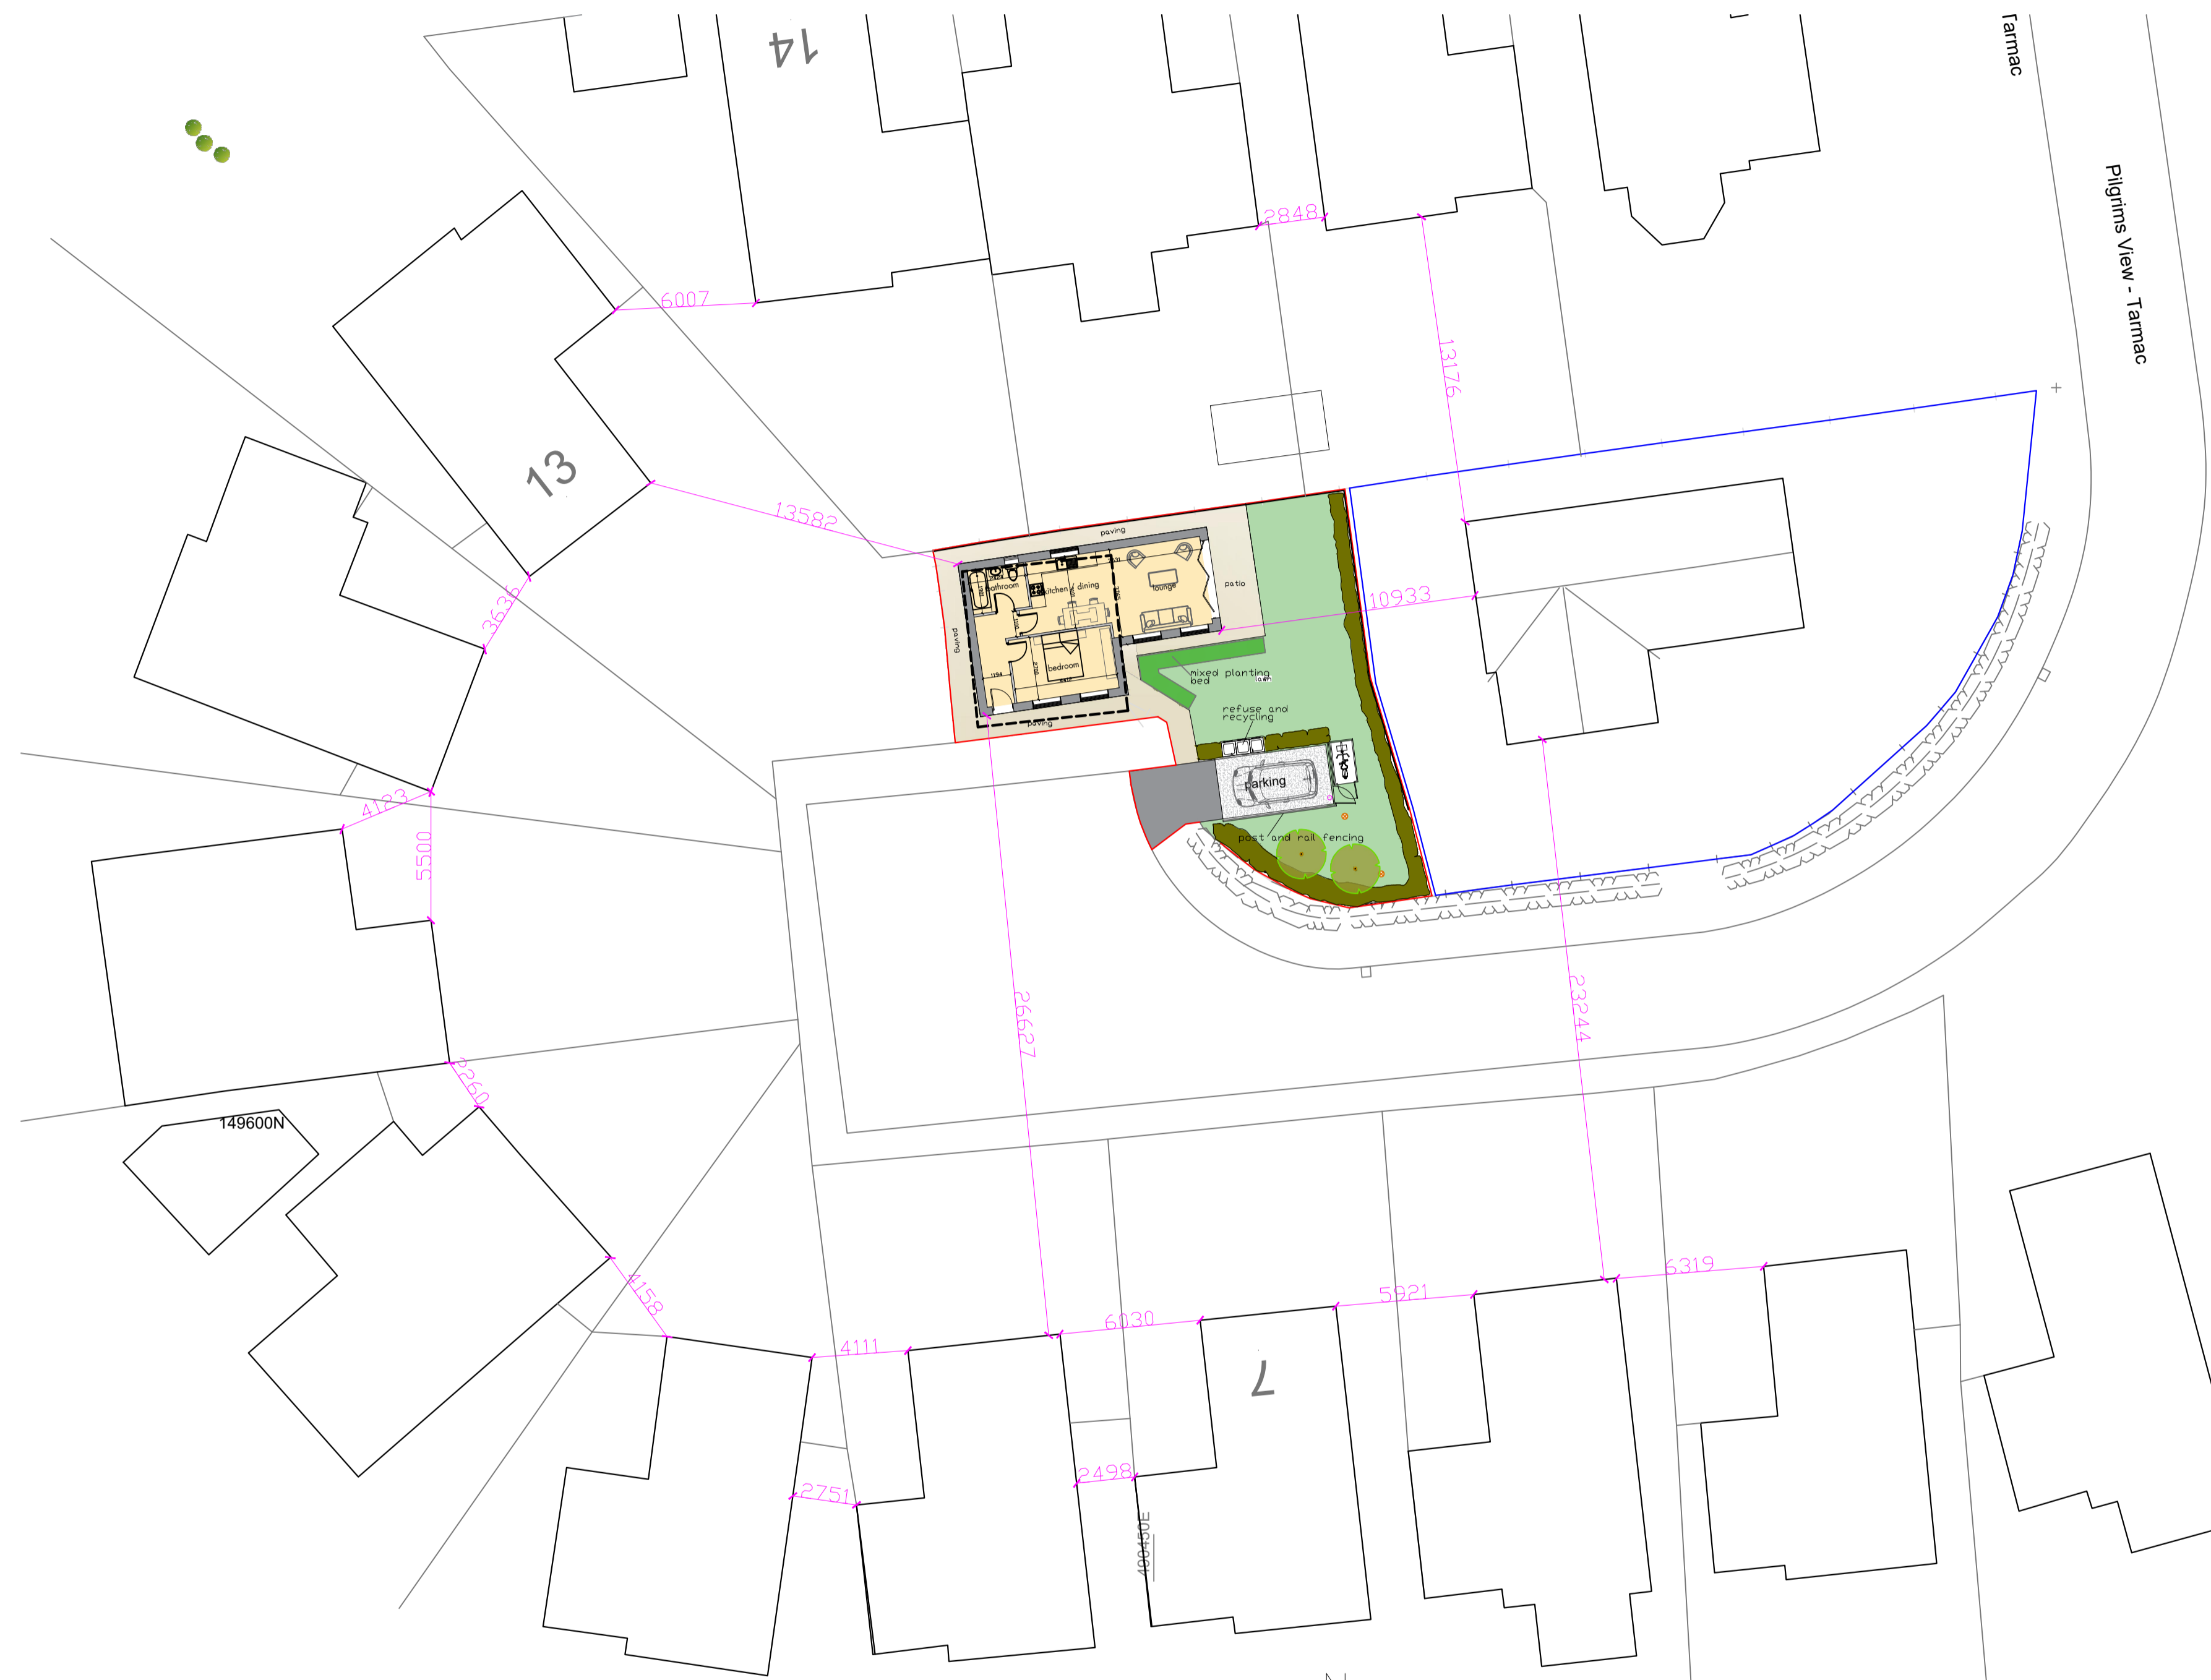 14
Tarmac
Pilgrims View - Tarmac
2848
6007
13176
13
13582
paving
bathroom
kitchen / dining
lounge
patio
10933
3636
paving
bedroom
1194
mixed planting
bed
lawn
refuse and
recycling
paving
parking
post and rail fencing
4123
5500
26627
23244
2260
149600N
4158
4111
6030
5921
6319
7
2751
2498
490450E